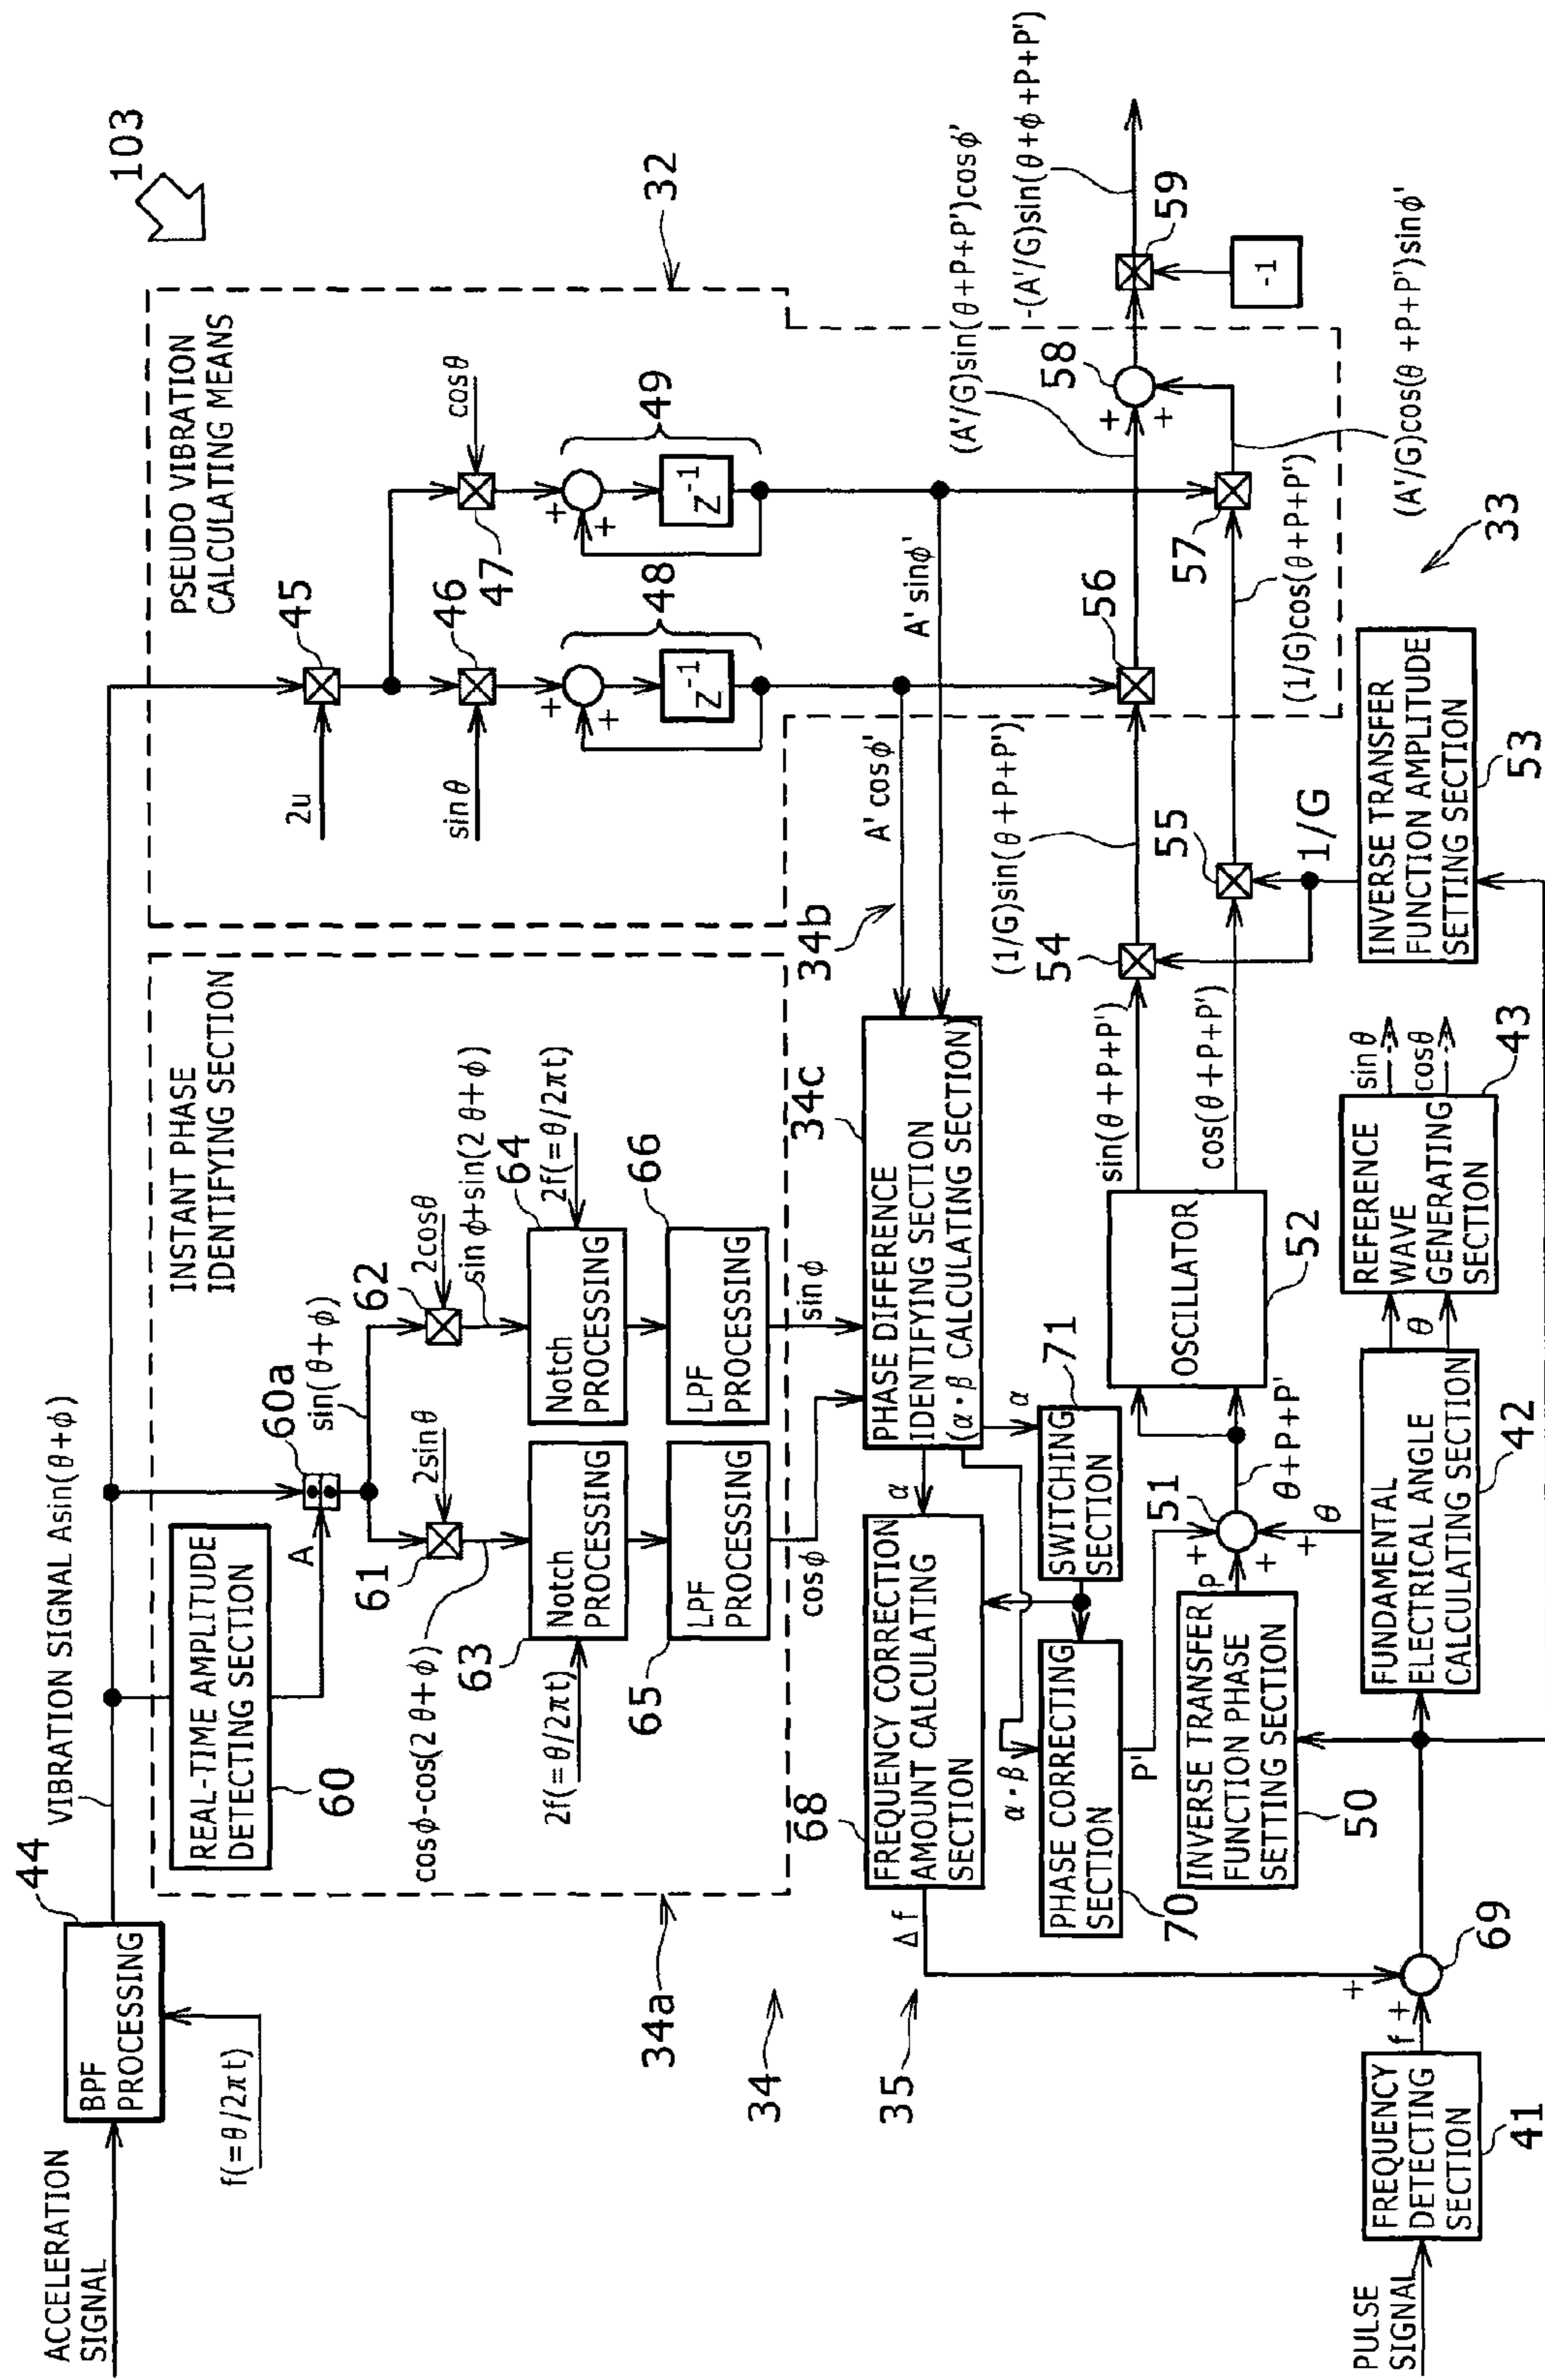 103
ACCELERATION
SIGNAL
f(=θ/2πt)
BPF
PROCESSING
44
VIBRATION SIGNAL Asin(θ+ϕ)
REAL-TIME AMPLITUDE
DETECTING SECTION
60
A
60a
sin(θ+ϕ)
INSTANT PHASE
IDENTIFYING SECTION
61
2sinθ
62
2cosθ
cosϕ-cos(2θ+ϕ)
sinϕ+sin(2θ+ϕ)
63
Notch
PROCESSING
64
Notch
PROCESSING
2f(=θ/2πt)
2f(=θ/2πt)
65
LPF
PROCESSING
66
LPF
PROCESSING
cosϕ
sinϕ
34a
34
35
PSEUDO VIBRATION
CALCULATING MEANS
32
2u
45
sinθ
46
47
cosθ
+
+
z-1
48
+
+
z-1
49
A'cosϕ'
A'sinϕ'
34b
34c
PHASE DIFFERENCE
IDENTIFYING SECTION
(α・β CALCULATING SECTION)
α
α
α・β
68
FREQUENCY CORRECTION
AMOUNT CALCULATING
SECTION
Δf
SWITCHING
SECTION
71
PHASE CORRECTING
SECTION
70
P'
INVERSE TRANSFER
FUNCTION PHASE
SETTING SECTION
50
P
+
+
+
51
θ
θ+P+P'
OSCILLATOR
52
sin(θ+P+P')
cos(θ+P+P')
54
55
1/G
(1/G)sin(θ+P+P')
(1/G)cos(θ+P+P')
56
57
(A'/G)sin(θ+P+P')cosϕ'
(A'/G)cos(θ+P+P')sinϕ'
58
+
+
59
-1
-(A'/G)sin(θ+ϕ+P+P')
33
PULSE
SIGNAL
FREQUENCY
DETECTING
SECTION
41
f
+
+
69
FUNDAMENTAL
ELECTRICAL ANGLE
CALCULATING SECTION
42
θ
REFERENCE
WAVE
GENERATING
SECTION
43
sinθ
cosθ
INVERSE TRANSFER
FUNCTION AMPLITUDE
SETTING SECTION
53